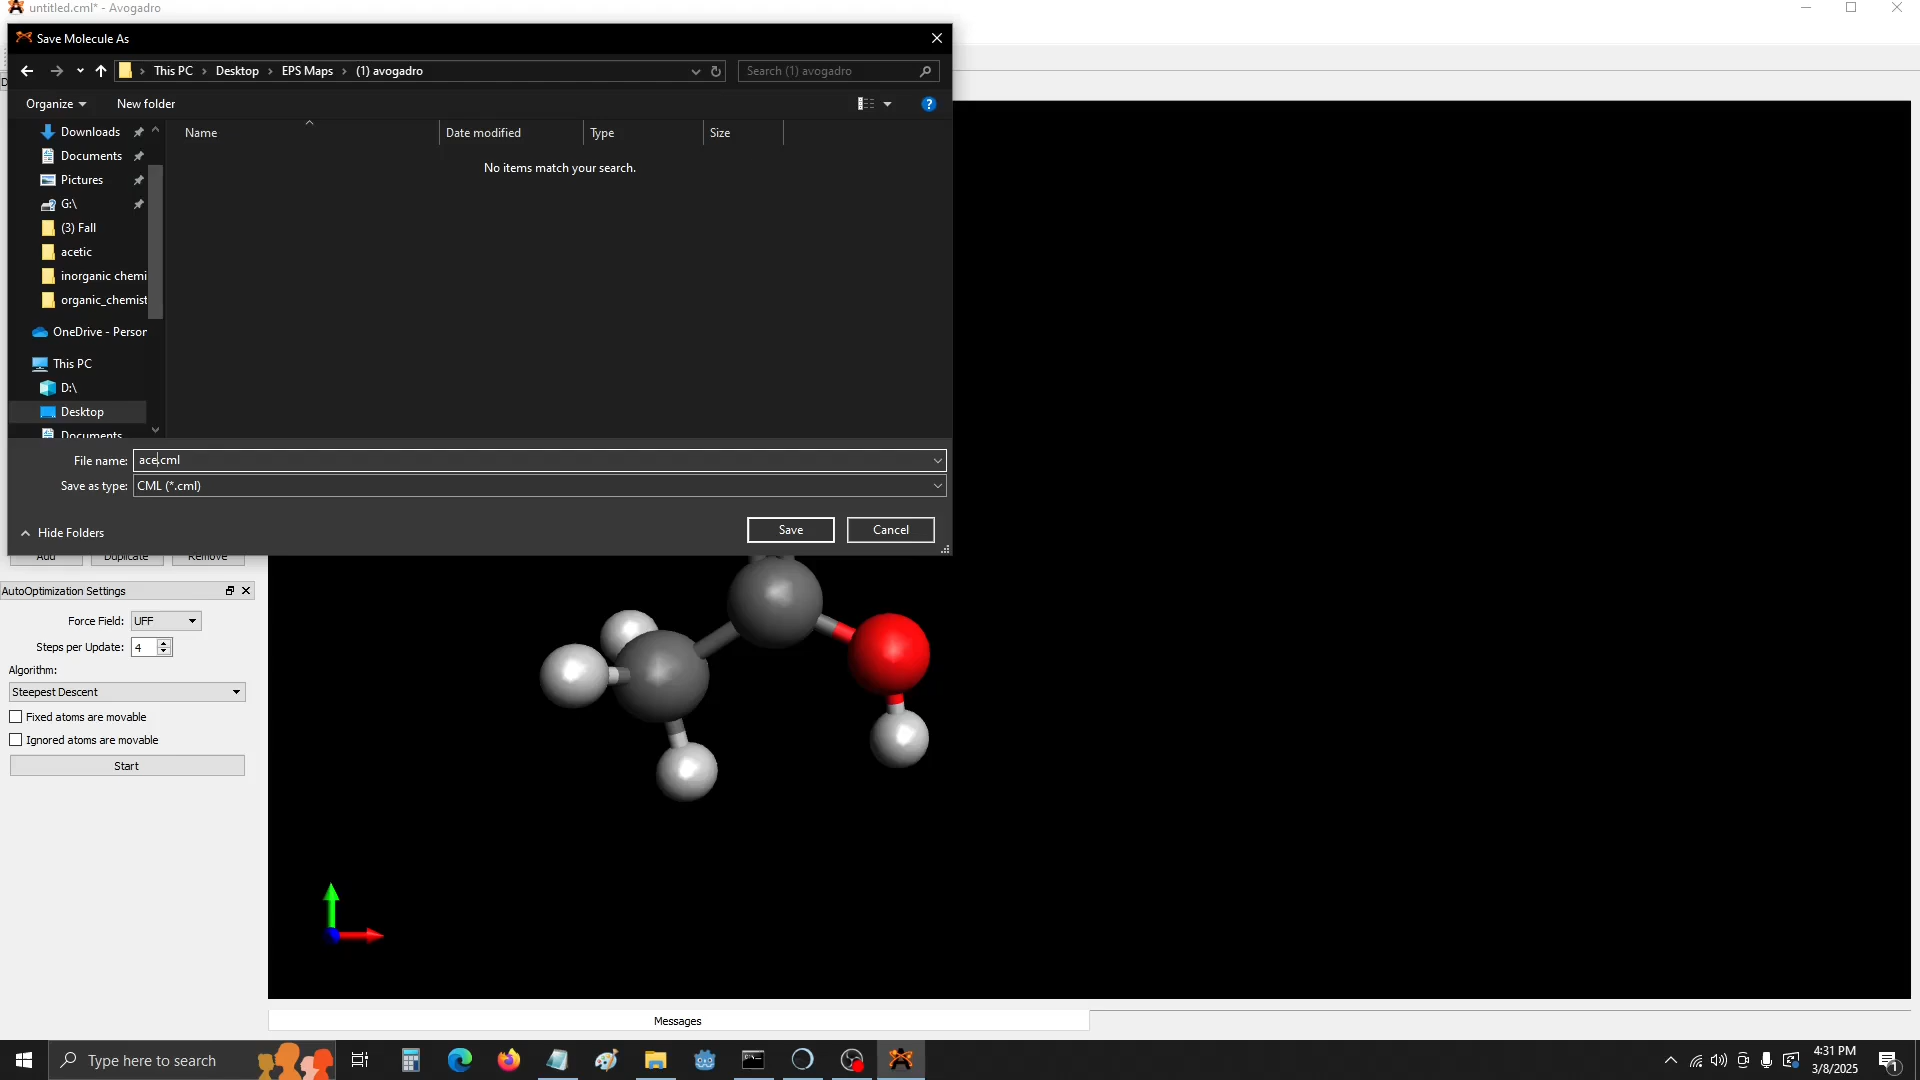 untitled.cml* - Avogadro
Save Molecule As
This PC > Desktop > EPS Maps > (1) avogadro
Search (1) avogadro
Organize
New folder
?
Name
Date modified
Type
Size
No items match your search.
Downloads
Documents
Pictures
G:\
(3) Fall
acetic
inorganic chemi
organic_chemist
OneDrive - Person
This PC
D:\
Desktop
Documents
File name:
ace.cml
Save as type:
CML (*.cml)
Hide Folders
Save
Cancel
Add
Duplicate
Remove
AutoOptimization Settings
Force Field:
UFF
Steps per Update:
4
Algorithm:
Steepest Descent
Fixed atoms are movable
Ignored atoms are movable
Start
Messages
Type here to search
4:31 PM
3/8/2025
1